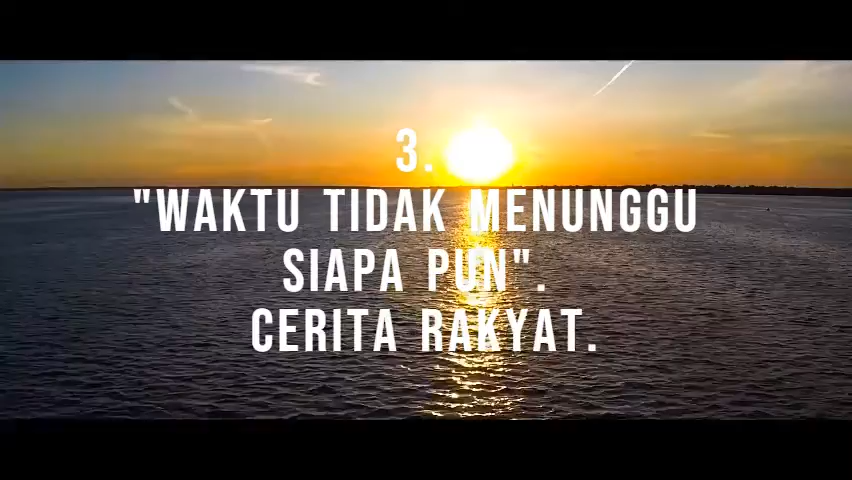 3.
"WAKTU TIDAK MENUNGGU
SIAPA PUN".
CERITA RAKYAT.